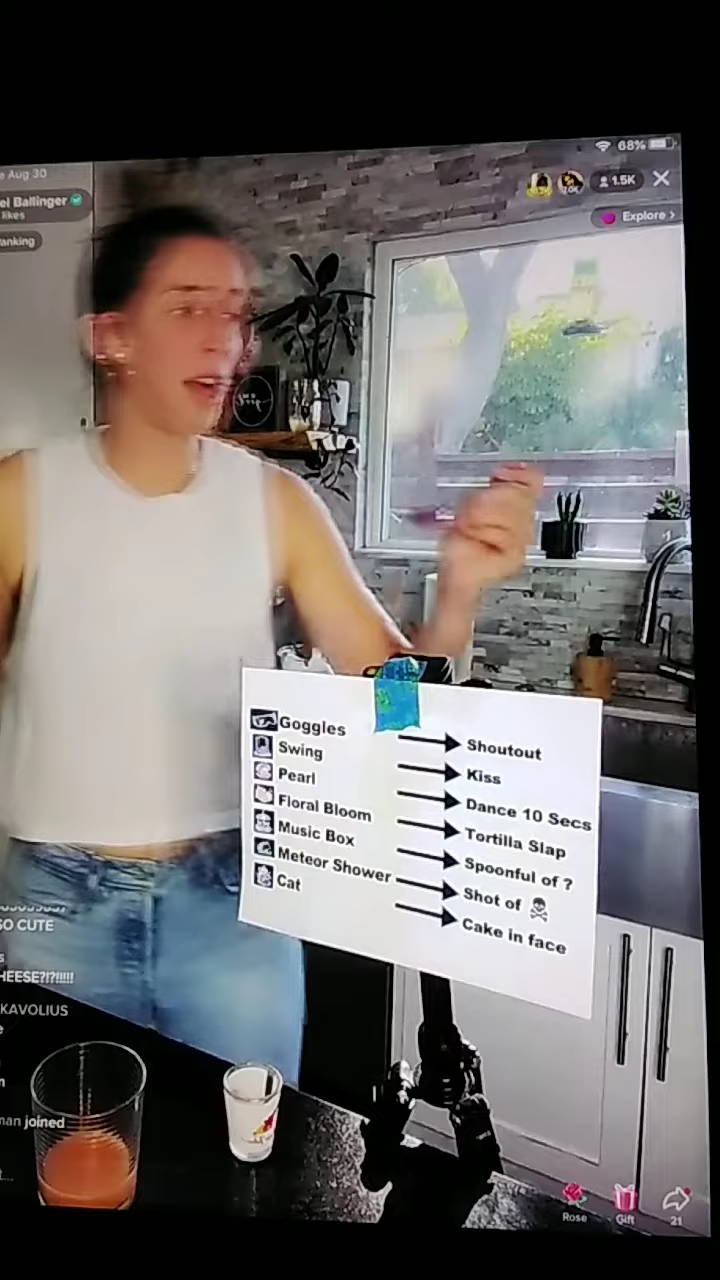 68%
e Aug 30
el Ballinger
likes
1.5K
Explore >
anking
Goggles
Shoutout
Swing
Kiss
Pearl
Dance 10 Secs
Floral Bloom
Tortilla Slap
Music Box
Spoonful of ?
Meteor Shower
Shot of ☠
Cat
Cake in face
SO CUTE
HEESE?!?!!!!!
KAVOLIUS
man joined
Rose
Gift
21